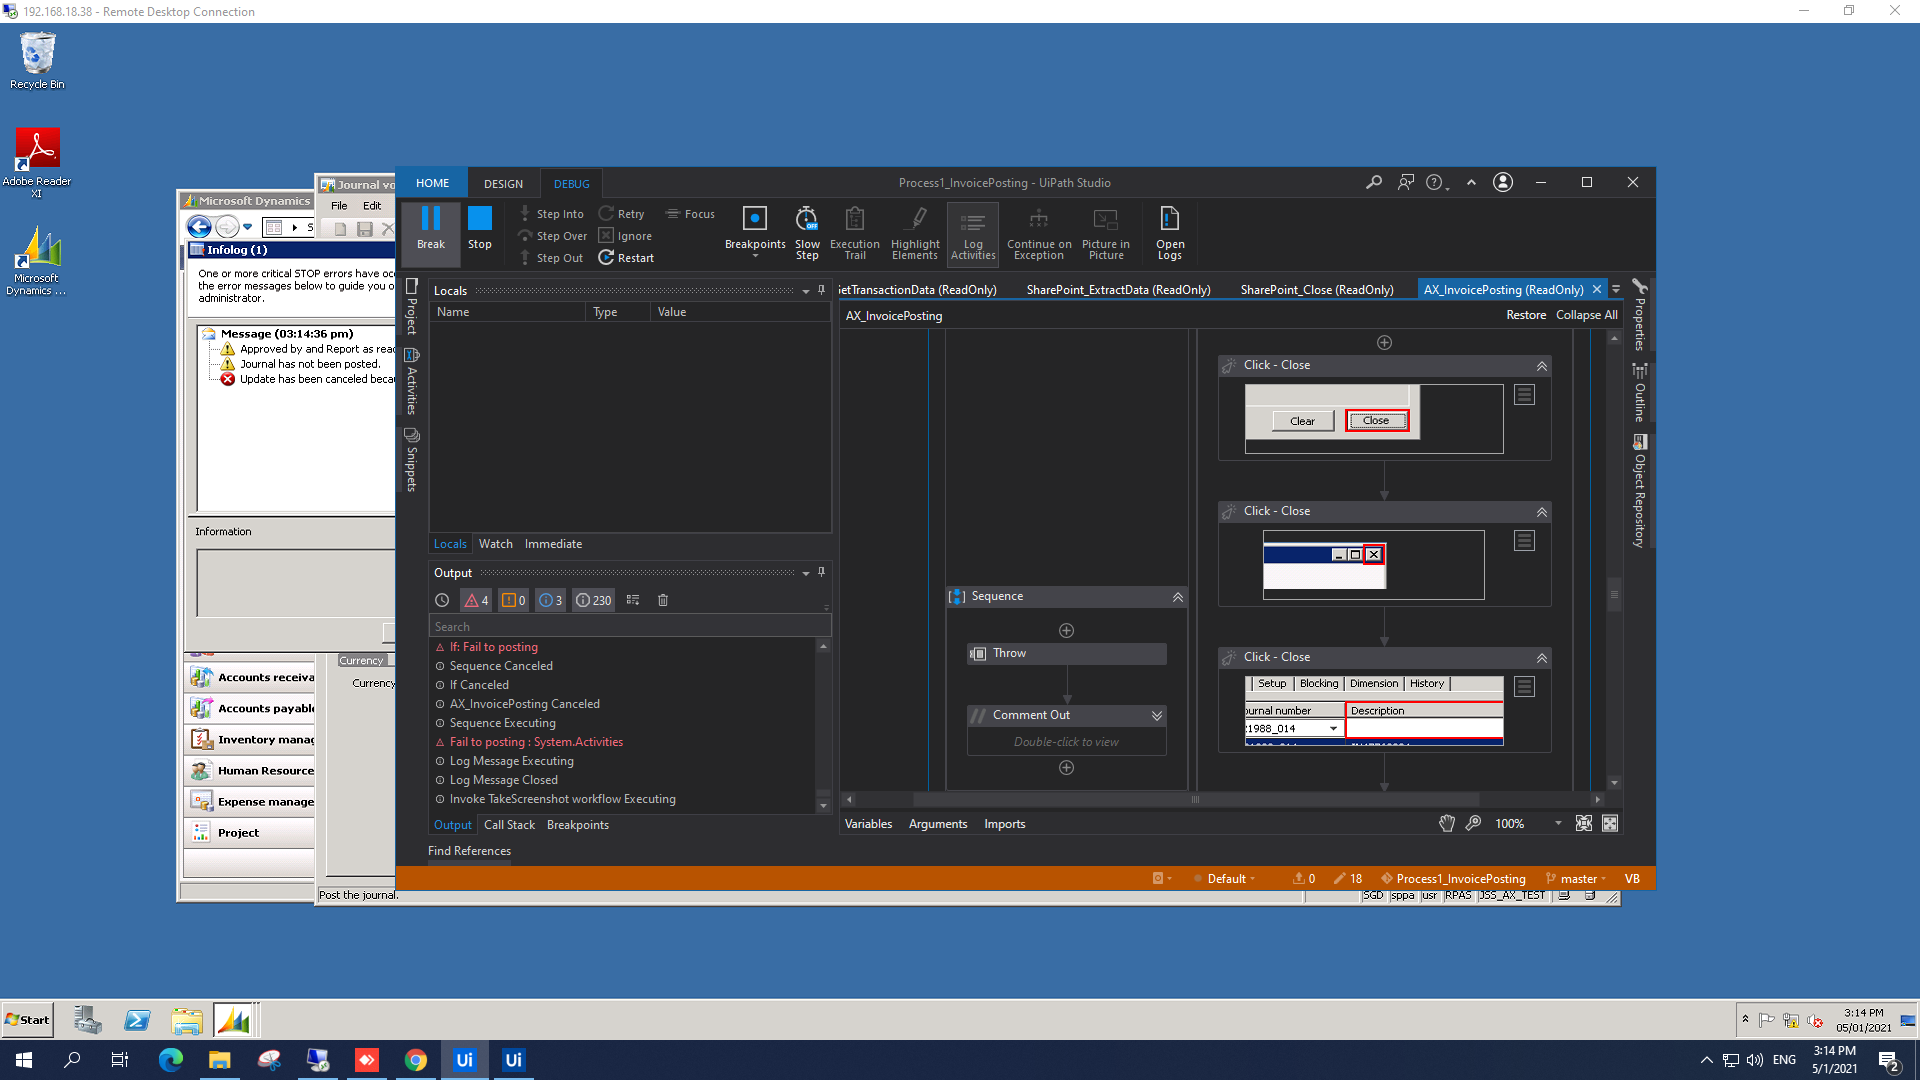 192.168.18.38 - Remote Desktop Connection
Recycle Bin
Adobe Reader
XI
Microsoft
Dynamics ...
Microsoft Dynamics
Journal vo
File Edit
S
Infolog (1)
One or more critical STOP errors have occ
the error messages below to guide you o
administrator.
Message (03:14:36 pm)
Approved by and Report as read
Journal has not been posted.
Update has been canceled becau
Information
Currency
Currency
Accounts receiva
Accounts payabl
Inventory manag
Human Resource
Expense manage
Project
Post the journal.
SGD sppa usr RPAS JSS_AX_TEST
HOME DESIGN DEBUG
Process1_InvoicePosting - UiPath Studio
Break
Stop
Step Into
Step Over
Step Out
Retry
Ignore
Restart
Focus
Breakpoints
Slow
Step
Execution
Trail
Highlight
Elements
Log
Activities
Continue on
Exception
Picture in
Picture
Open
Logs
Project
Activities
Snippets
Locals
Name Type Value
Locals Watch Immediate
Output
4 0 3 230
Search
If: Fail to posting
Sequence Canceled
If Canceled
AX_InvoicePosting Canceled
Sequence Executing
Fail to posting : System.Activities
Log Message Executing
Log Message Closed
Invoke TakeScreenshot workflow Executing
Output Call Stack Breakpoints
Find References
GetTransactionData (ReadOnly) SharePoint_ExtractData (ReadOnly) SharePoint_Close (ReadOnly) AX_InvoicePosting (ReadOnly)
AX_InvoicePosting
Restore Collapse All
Click - Close
Clear Close
Click - Close
Sequence
Throw
Comment Out
Double-click to view
Click - Close
Setup Blocking Dimension History
ournal number Description
21988_014
Variables Arguments Imports
100%
Properties
Outline
Object Repository
Default 0 18 Process1_InvoicePosting master VB
Start
3:14 PM
05/01/2021
Ui Ui
ENG
3:14 PM
5/1/2021
2